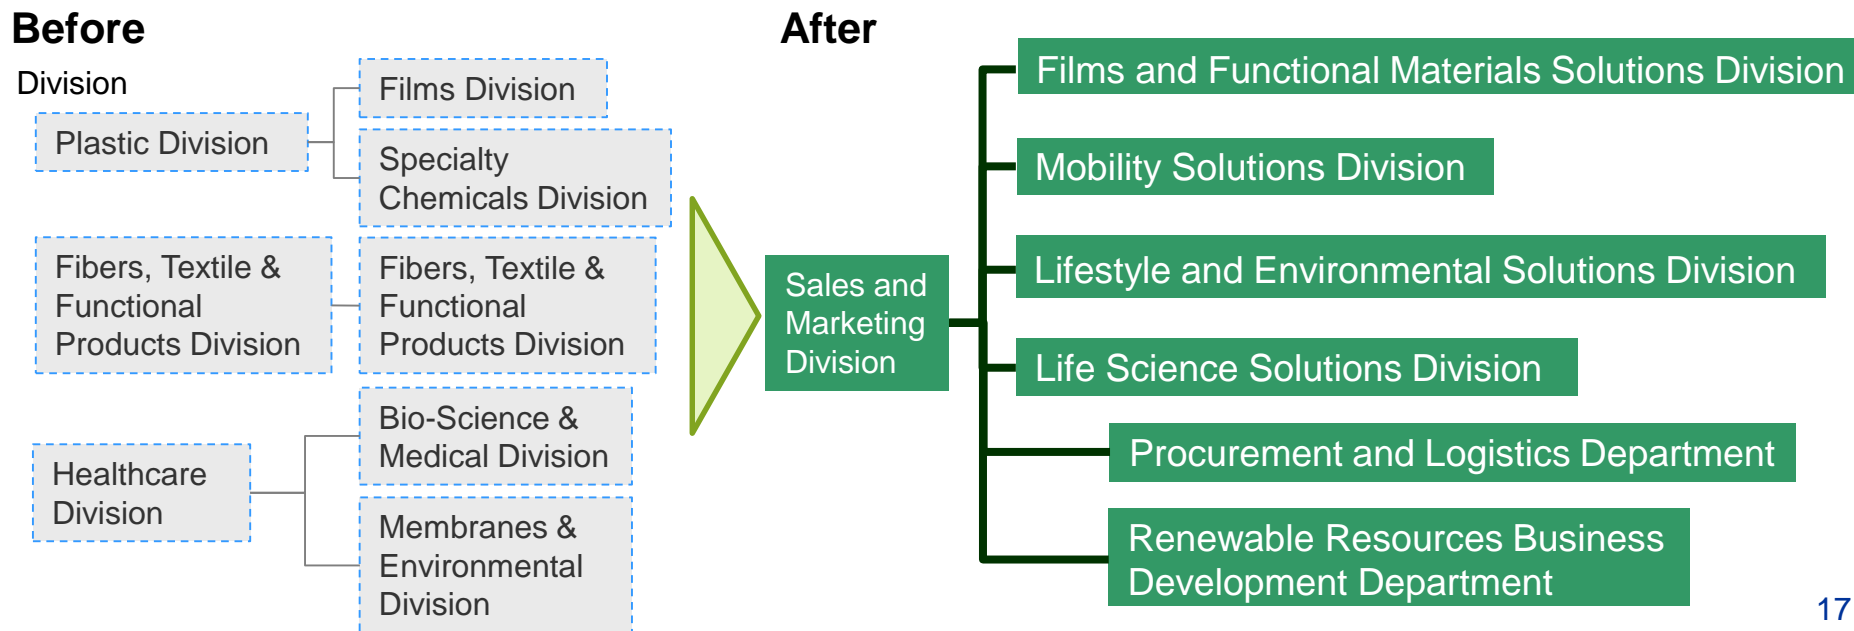 Before
Division
Plastic Division
Films Division
Specialty
Chemicals Division
Fibers, Textile &
Functional
Products Division
Fibers, Textile &
Functional
Products Division
Healthcare
Division
Bio-Science &
Medical Division
Membranes &
Environmental
Division
After
Sales and
Marketing
Division
Films and Functional Materials Solutions Division
Mobility Solutions Division
Lifestyle and Environmental Solutions Division
Life Science Solutions Division
Procurement and Logistics Department
Renewable Resources Business
Development Department
17